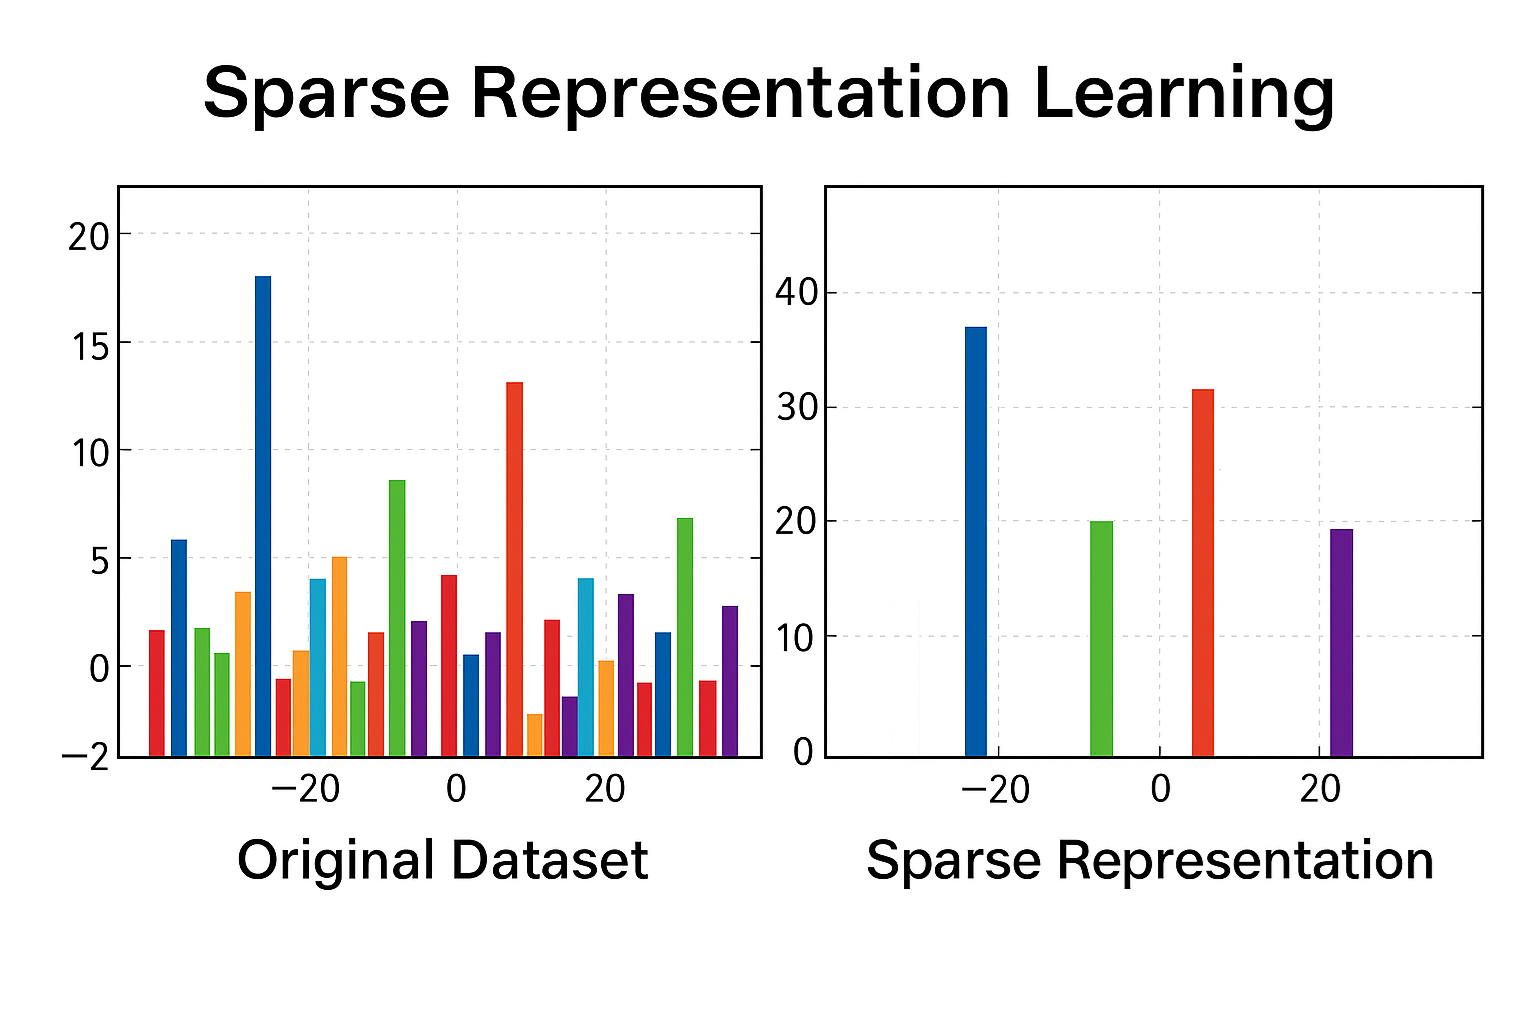 Sparse Representation Learning
20
15
10
5
0
−2
−20 0 20
Original Dataset
40
30
20
10
0
−20 0 20
Sparse Representation